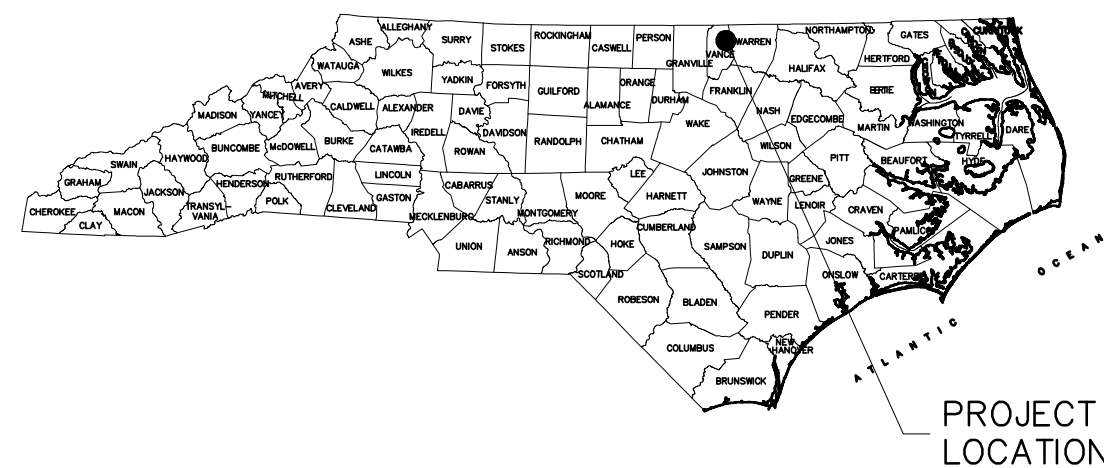 ALLEGHANY
ASHE
SURRY
STOKES
ROCKINGHAM
CASWELL
PERSON
GRANVILLE
VANCE
WARREN
NORTHAMPTON
GATES
CURRITUCK
HERTFORD
HALIFAX
WATAUGA
WILKES
YADKIN
FORSYTH
GUILFORD
ALAMANCE
ORANGE
DURHAM
FRANKLIN
NASH
EDGECOMBE
BERTIE
MARTIN
WASHINGTON
TYRRELL
DARE
MITCHELL
AVERY
CALDWELL
ALEXANDER
DAVIE
IREDELL
DAVIDSON
RANDOLPH
CHATHAM
WAKE
WILSON
PITT
BEAUFORT
HYDE
MADISON
YANCEY
BUNCOMBE
McDOWELL
BURKE
CATAWBA
ROWAN
SWAIN
HAYWOOD
GRAHAM
JACKSON
HENDERSON
RUTHERFORD
LINCOLN
CABARRUS
STANLY
MOORE
LEE
HARNETT
JOHNSTON
GREENE
WAYNE
LENOIR
CRAVEN
PAMLICO
CHEROKEE
CLAY
MACON
TRANSYL-
VANIA
POLK
CLEVELAND
GASTON
MECKLENBURG
MONTGOMERY
UNION
ANSON
RICHMOND
HOKE
CUMBERLAND
SAMPSON
DUPLIN
JONES
ONSLOW
CARTERET
SCOTLAND
ROBESON
BLADEN
PENDER
COLUMBUS
NEW
HANOVER
BRUNSWICK
ATLANTIC OCEAN
PROJECT
LOCATION